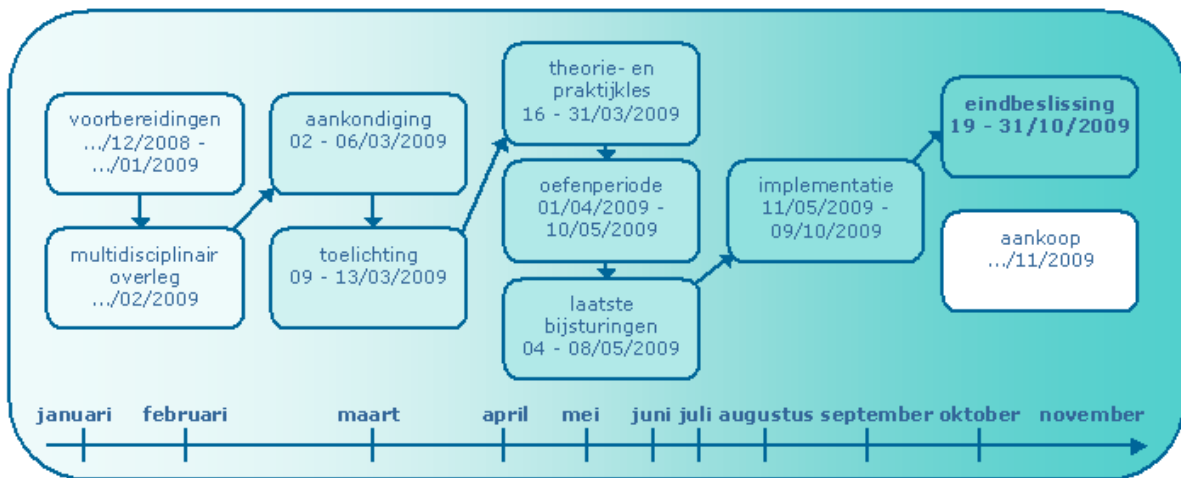 voorbereidingen
.../12/2008 -
.../01/2009
multidisciplinair
overleg
.../02/2009
aankondiging
02 - 06/03/2009
toelichting
09 - 13/03/2009
theorie- en
praktijkles
16 - 31/03/2009
oefenperiode
01/04/2009 -
10/05/2009
laatste
bijsturingen
04 - 08/05/2009
implementatie
11/05/2009 -
09/10/2009
eindbeslissing
19 - 31/10/2009
aankoop
.../11/2009
januari februari maart april mei juni juli augustus september oktober november